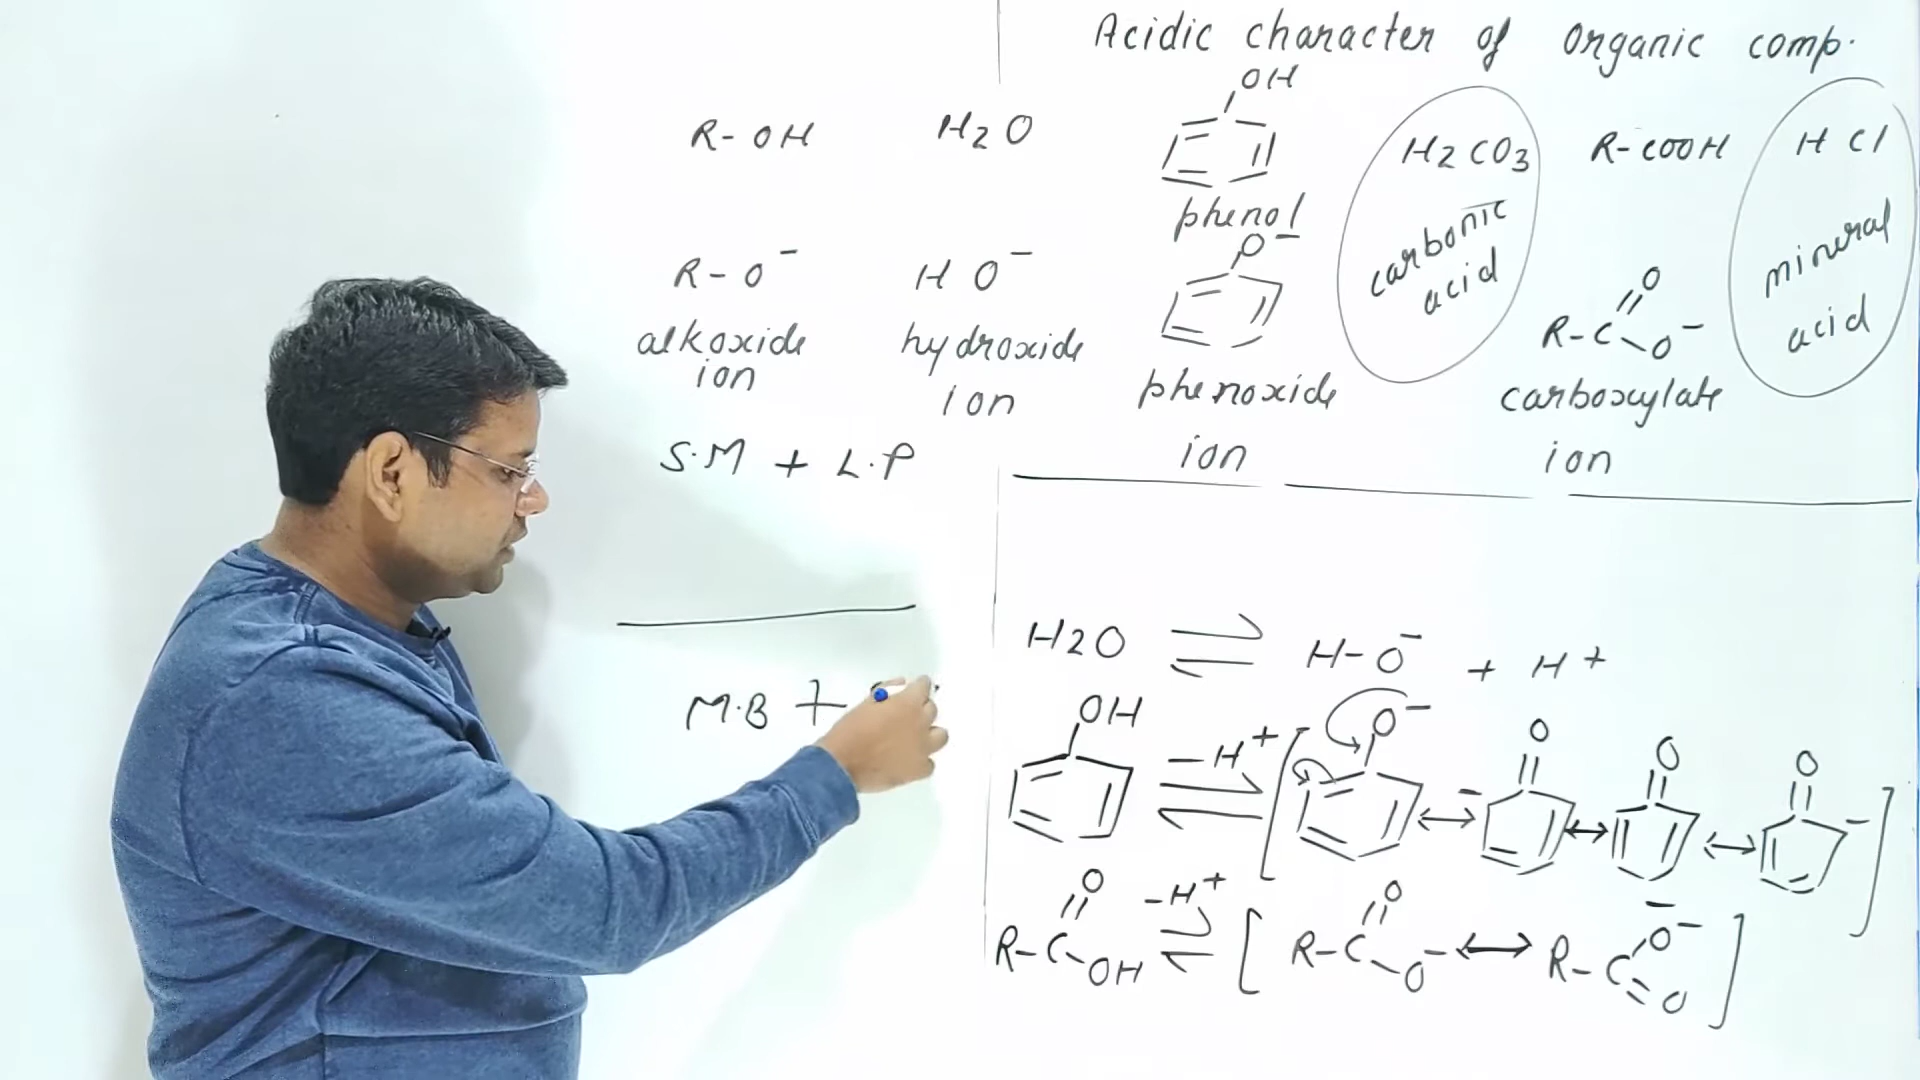 Acidic character of organic comp.
R-OH H2O OH H2CO3 R-COOH HCl
phenol carbonic acid mineral acid
R-O⁻ HO⁻ O⁻ R-C O O⁻
alkoxide ion hydroxide ion phenoxide ion carboxylate ion
S.M + L.P
H2O ⇌ H-O⁻ + H+
M.B +
OH -H+ ⇌ [ O⁻ ↔ O - ↔ O - ↔ O - ]
R-C O OH -H+ ⇌ [ R-C O O⁻ ↔ R-C O⁻ = O ]